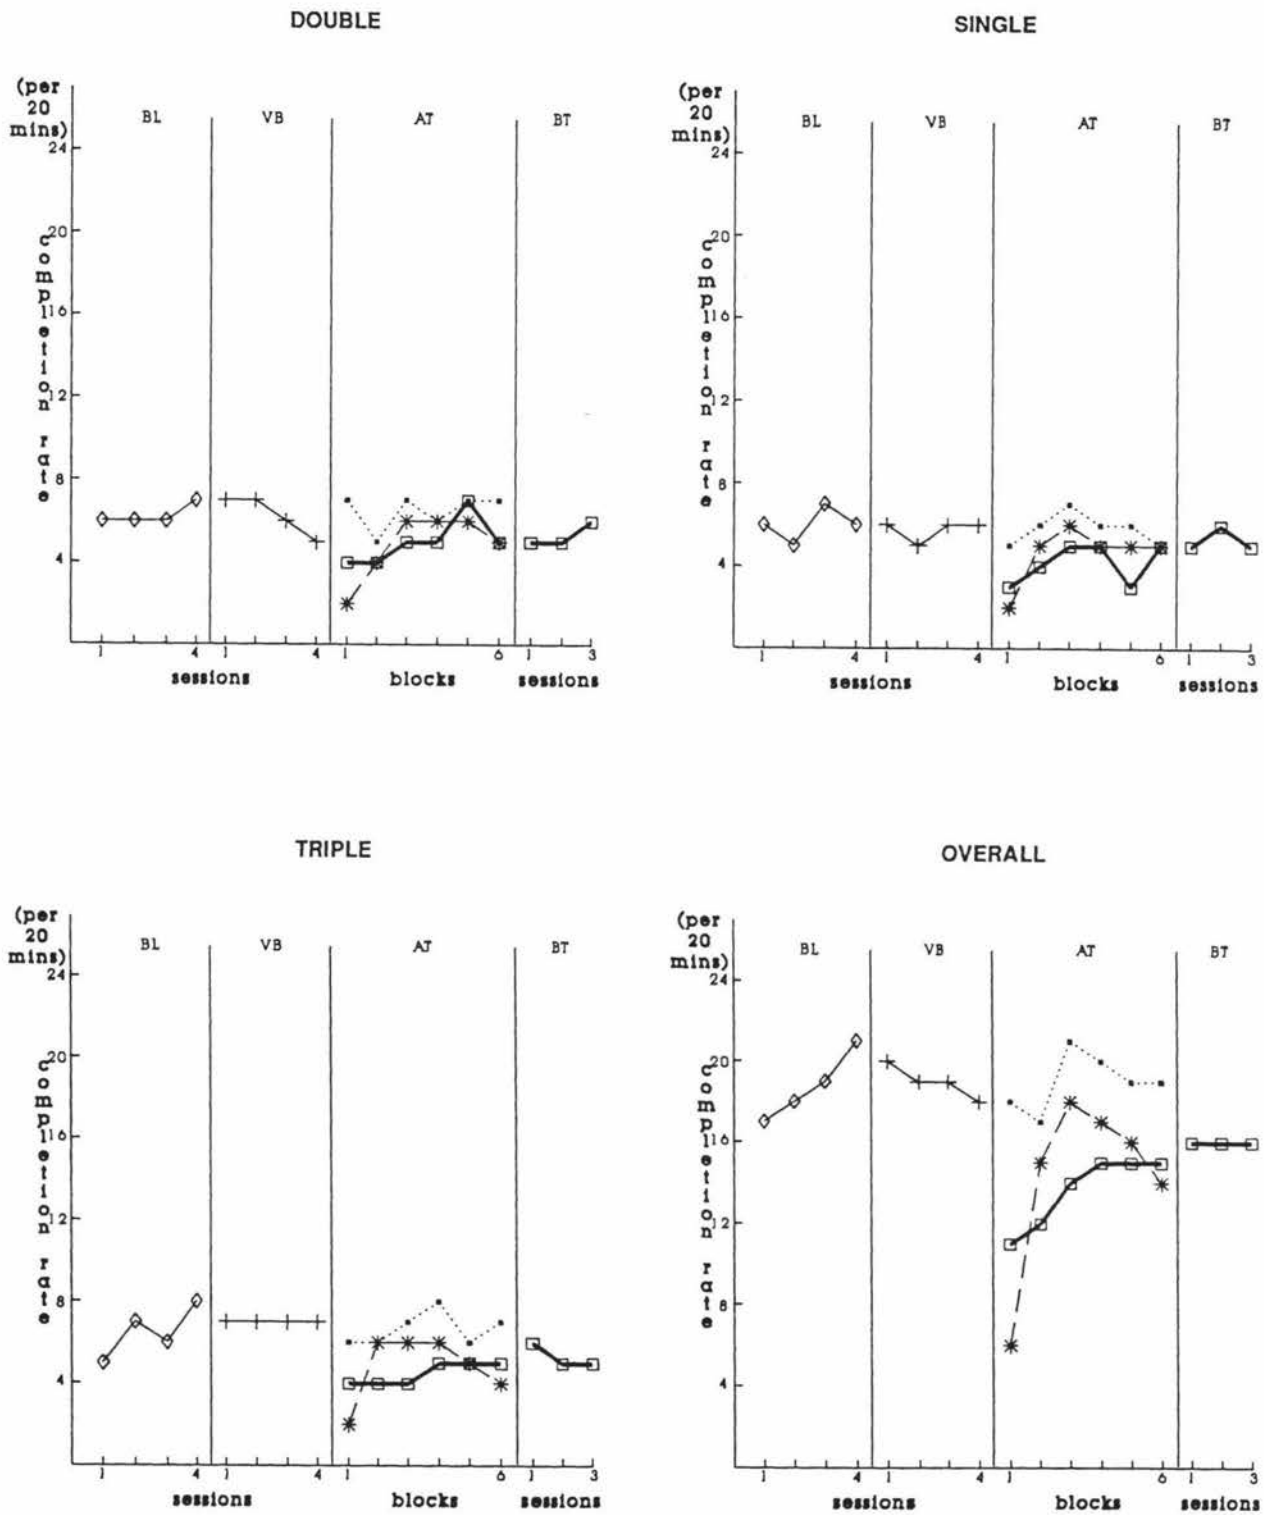 DOUBLE
(per
20
mins)
BL VB AT BT
24
20
16
12
8
4
completion rate
1 4 1 4 1 6 1 3
sessions blocks sessions
SINGLE
(per
20
mins)
BL VB AT BT
24
20
16
12
8
4
completion rate
1 4 1 4 1 6 1 3
sessions blocks sessions
TRIPLE
(per
20
mins)
BL VB AT BT
24
20
16
12
8
4
completion rate
1 4 1 4 1 6 1 3
sessions blocks sessions
OVERALL
(per
20
mins)
BL VB AT BT
24
20
16
12
8
4
completion rate
1 4 1 4 1 6 1 3
sessions blocks sessions